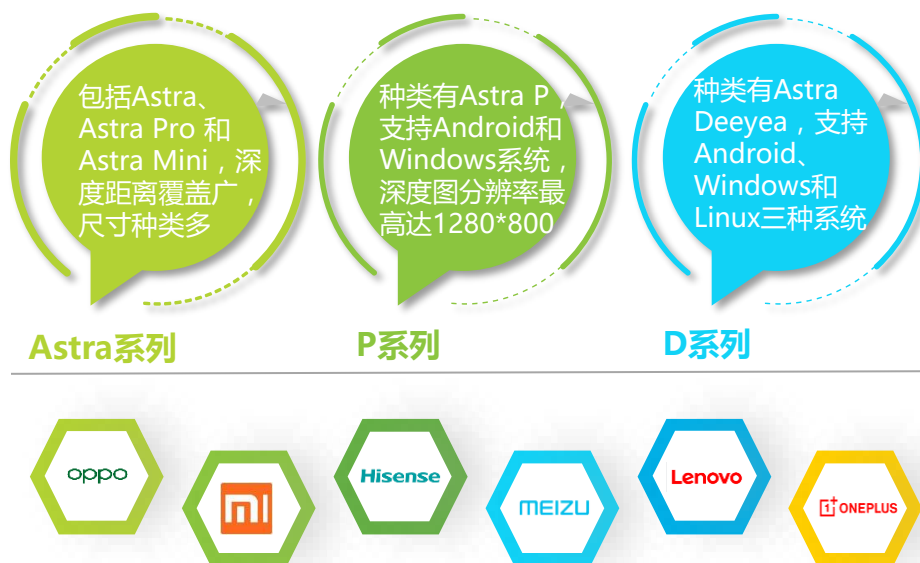 包括Astra、
Astra Pro 和
Astra Mini，深
度距离覆盖广，
尺寸种类多
种类有Astra P，
支持Android和
Windows系统，
深度图分辨率最
高达1280*800
种类有Astra
Deeyea，支持
Android、
Windows和
Linux三种系统
Astra系列
P系列
D系列
oppo
mi
Hisense
MEIZU
Lenovo
1+ ONEPLUS